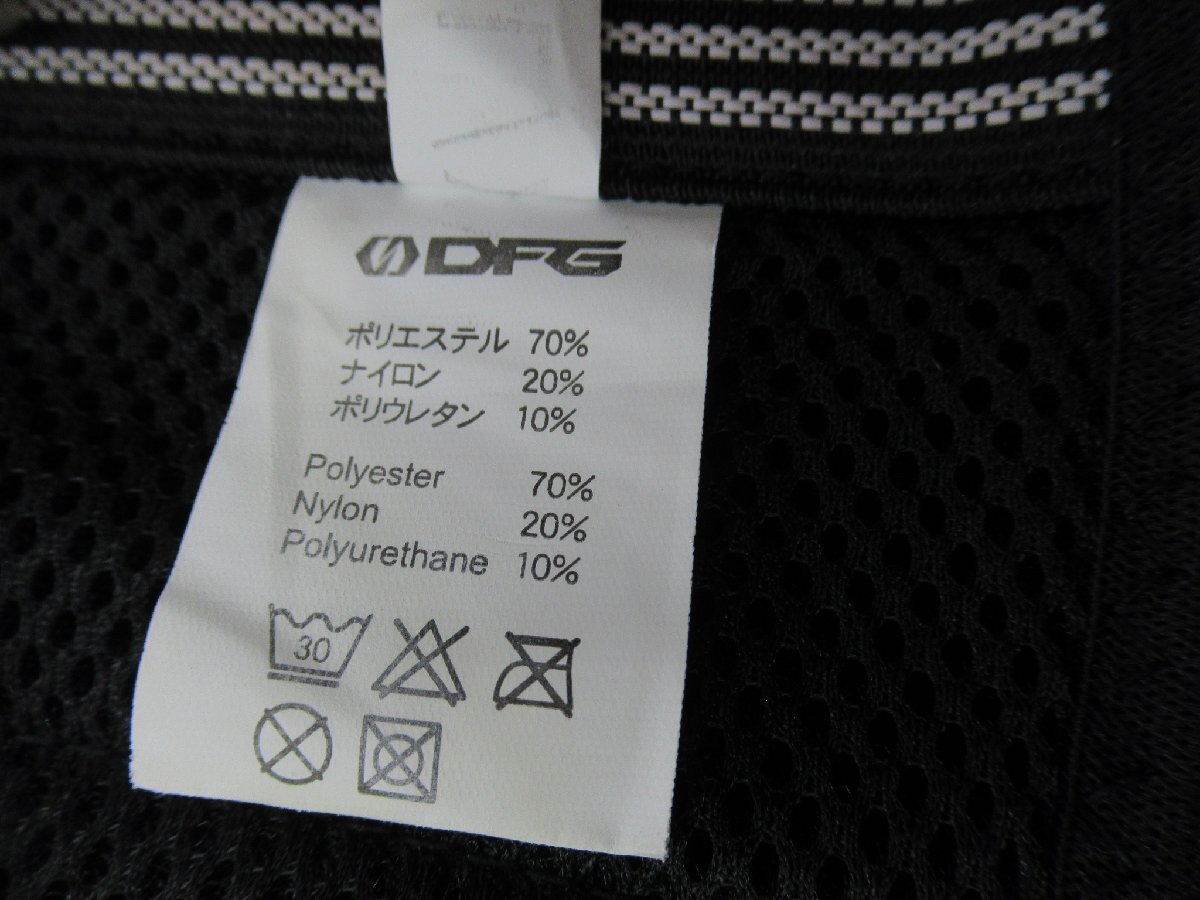 DFG
ポリエステル 70%
ナイロン 20%
ポリウレタン 10%
Polyester 70%
Nylon 20%
Polyurethane 10%
30